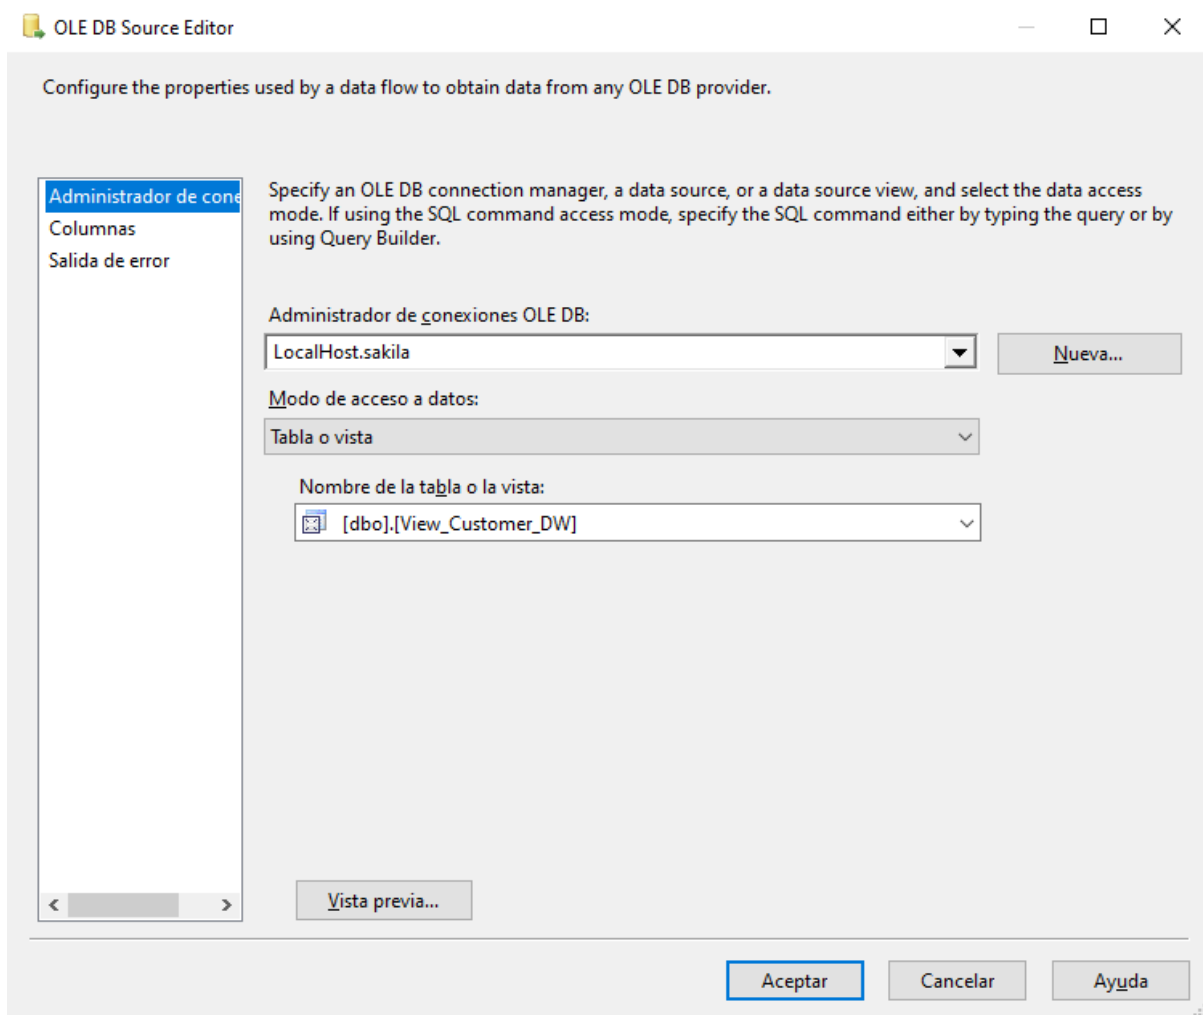 OLE DB Source Editor
Configure the properties used by a data flow to obtain data from any OLE DB provider.
Administrador de cone
Columnas
Salida de error
Specify an OLE DB connection manager, a data source, or a data source view, and select the data access
mode. If using the SQL command access mode, specify the SQL command either by typing the query or by
using Query Builder.
Administrador de conexiones OLE DB:
LocalHost.sakila
Nueva...
Modo de acceso a datos:
Tabla o vista
Nombre de la tabla o la vista:
[dbo].[View_Customer_DW]
Vista previa...
Aceptar
Cancelar
Ayuda